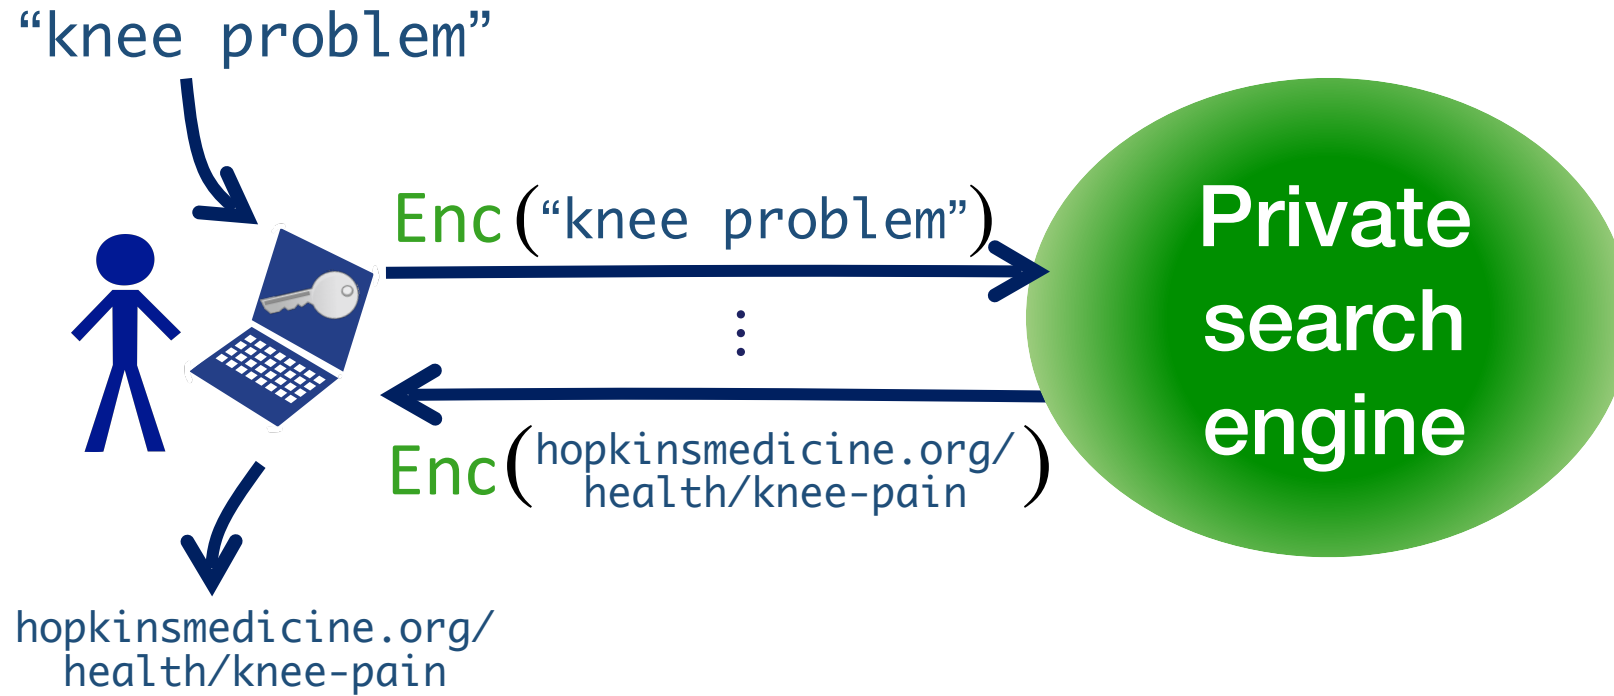 “knee problem”
Enc(“knee problem”)
⋮
Enc(hopkinsmedicine.org/
health/knee-pain)
Private
search
engine
hopkinsmedicine.org/
health/knee-pain